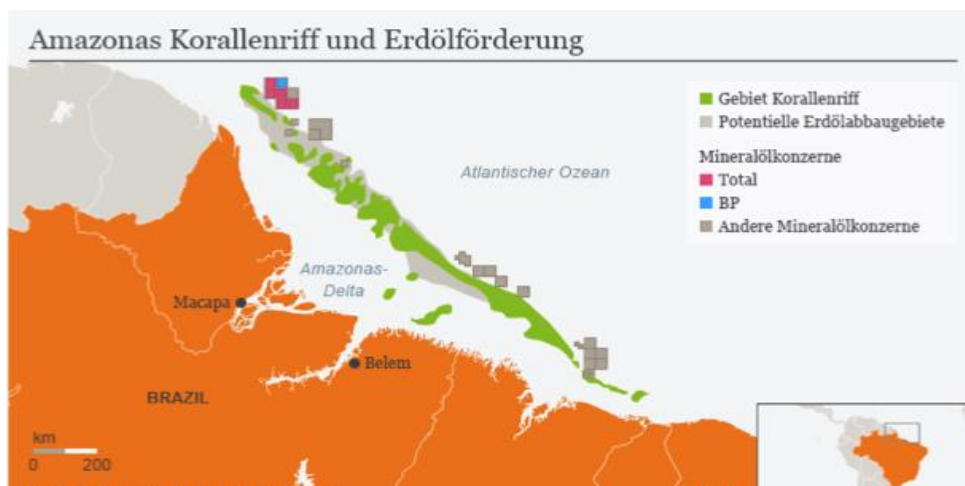 Amazonas Korallenriff und Erdölförderung
Gebiet Korallenriff
Potentielle Erdölabbaugebiete
Mineralölkonzerne
Total
BP
Andere Mineralölkonzerne
Atlantischer Ozean
Amazonas-
Delta
Macapa
Belem
BRAZIL
km
0 200